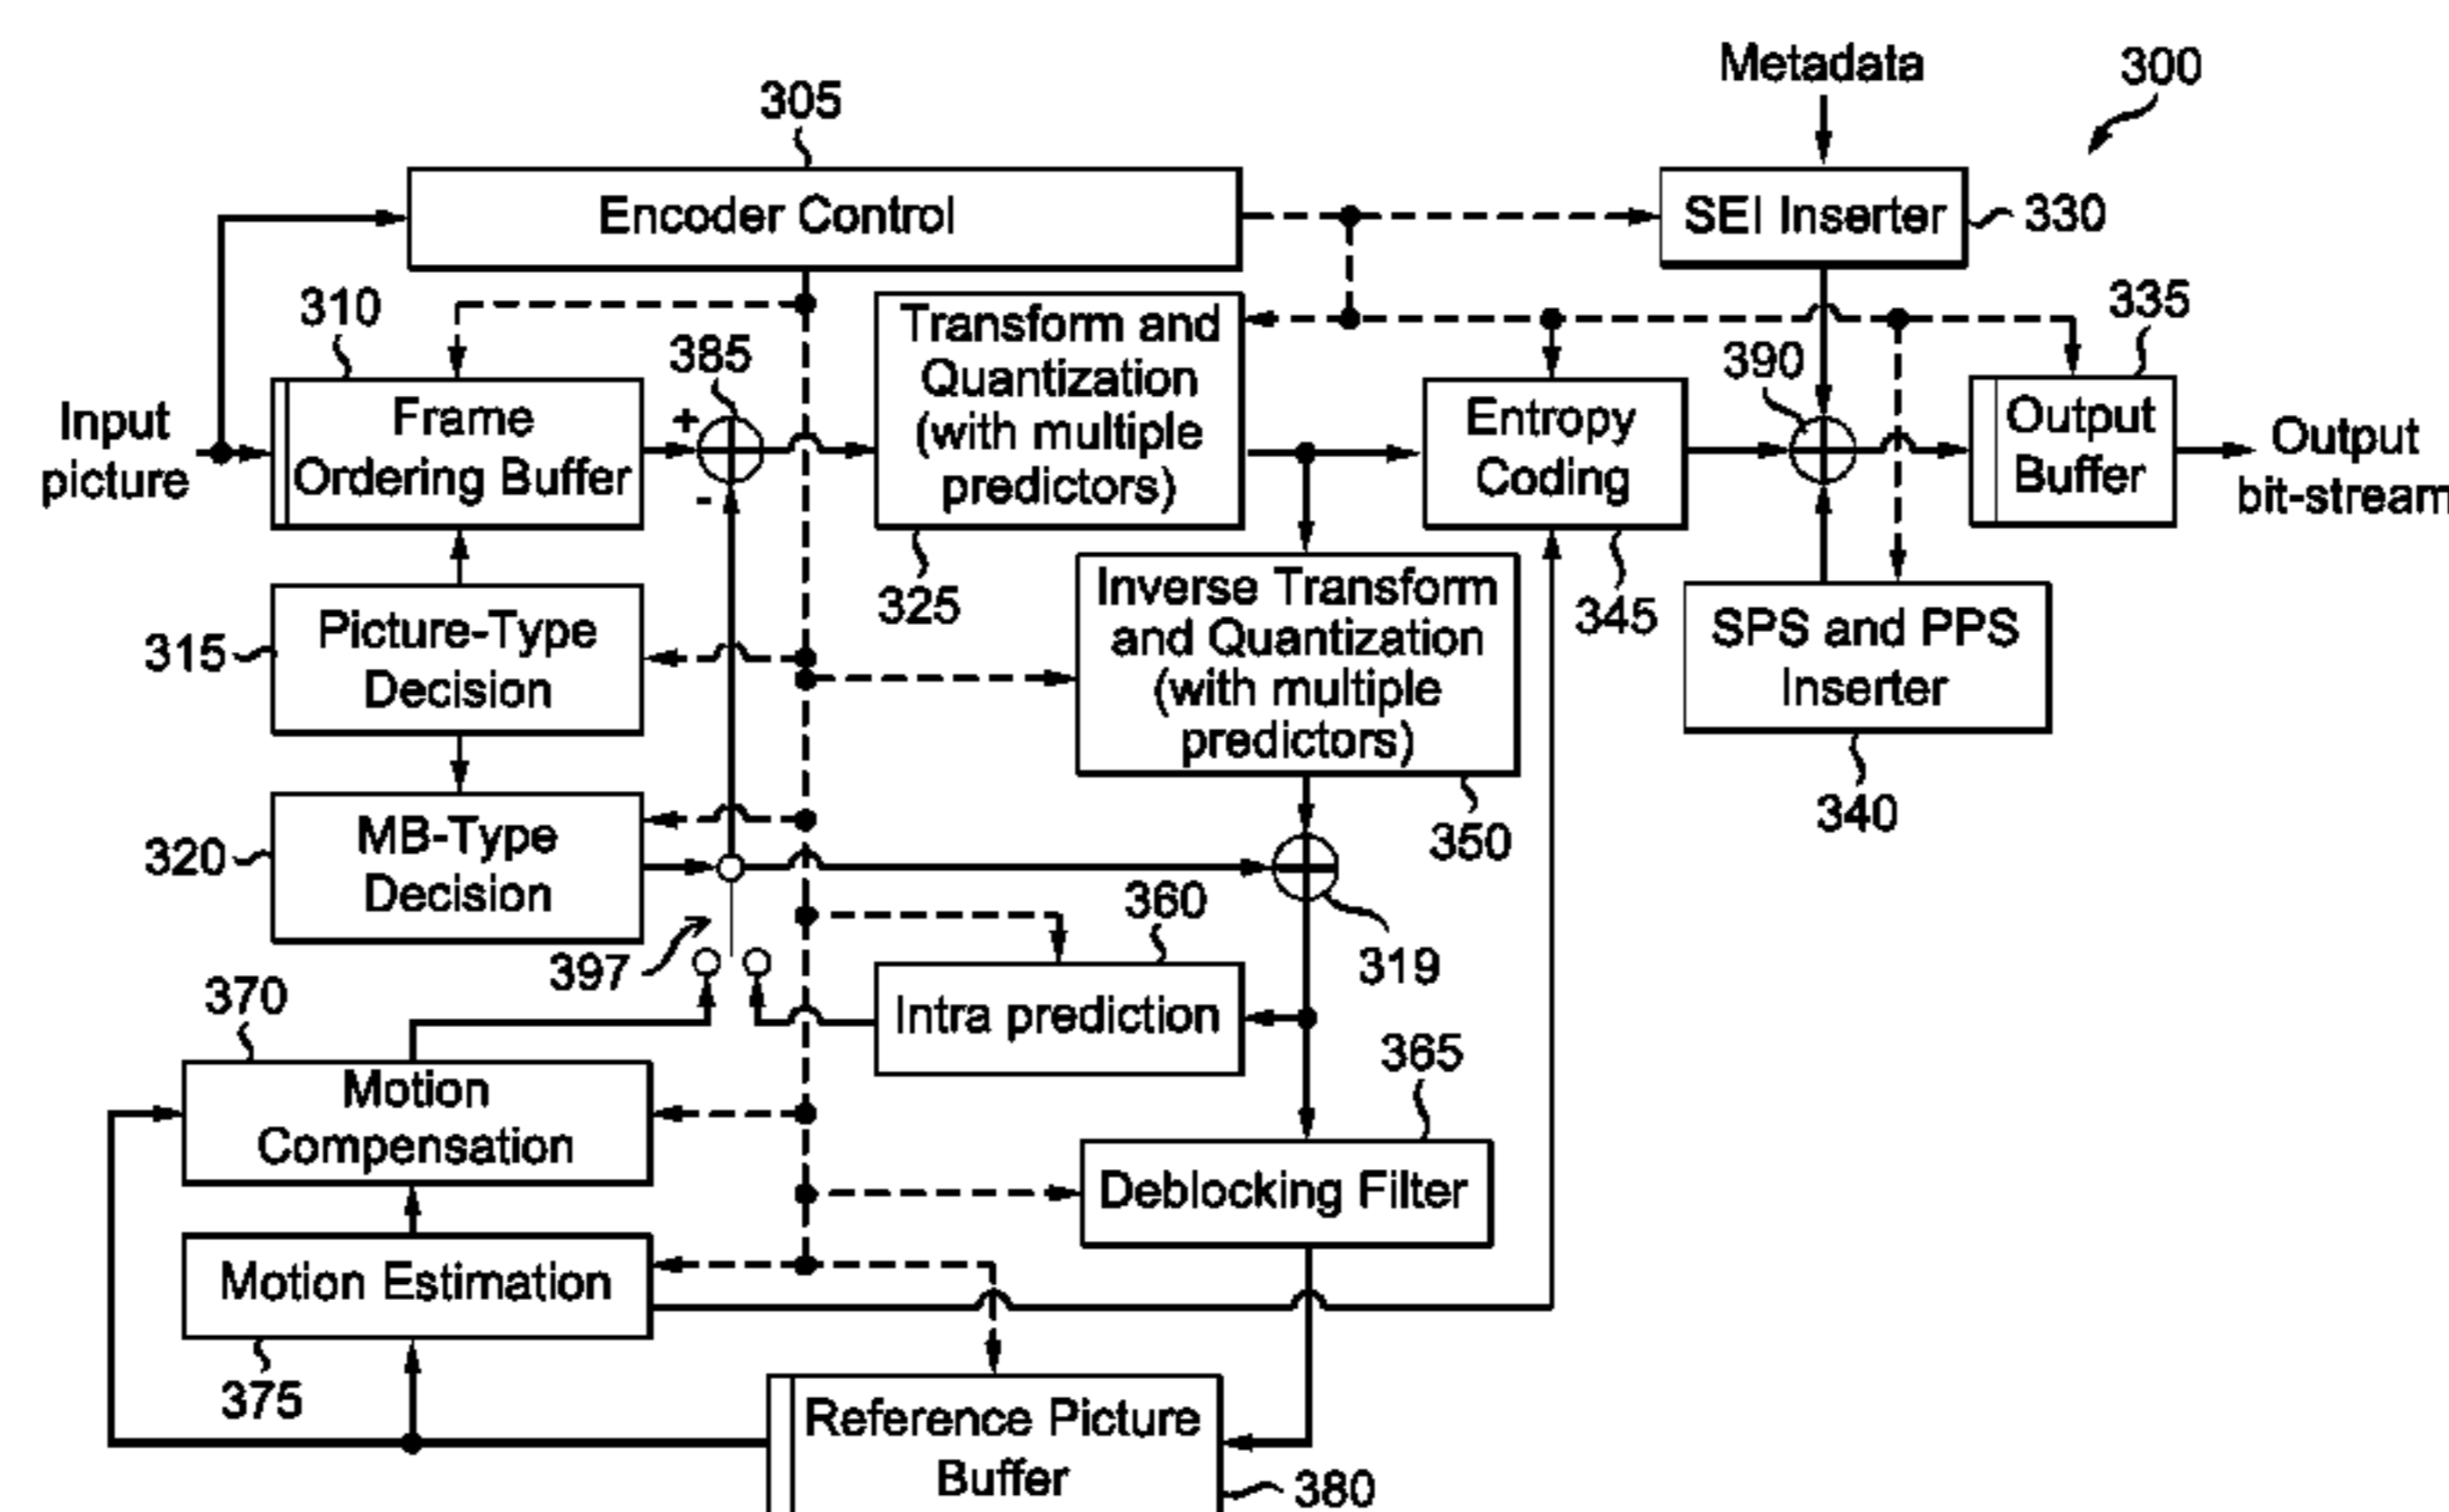 Metadata
300
305
Encoder Control
SEI Inserter
330
310
385
Transform and
Quantization
(with multiple
predictors)
335
390
Input
picture
Frame
Ordering Buffer
+
-
Entropy
Coding
Output
Buffer
Output
bit-stream
325
345
315
Picture-Type
Decision
Inverse Transform
and Quantization
(with multiple
predictors)
SPS and PPS
Inserter
340
320
MB-Type
Decision
350
360
319
397
370
Intra prediction
365
Motion
Compensation
Deblocking Filter
Motion Estimation
375
Reference Picture
Buffer
380